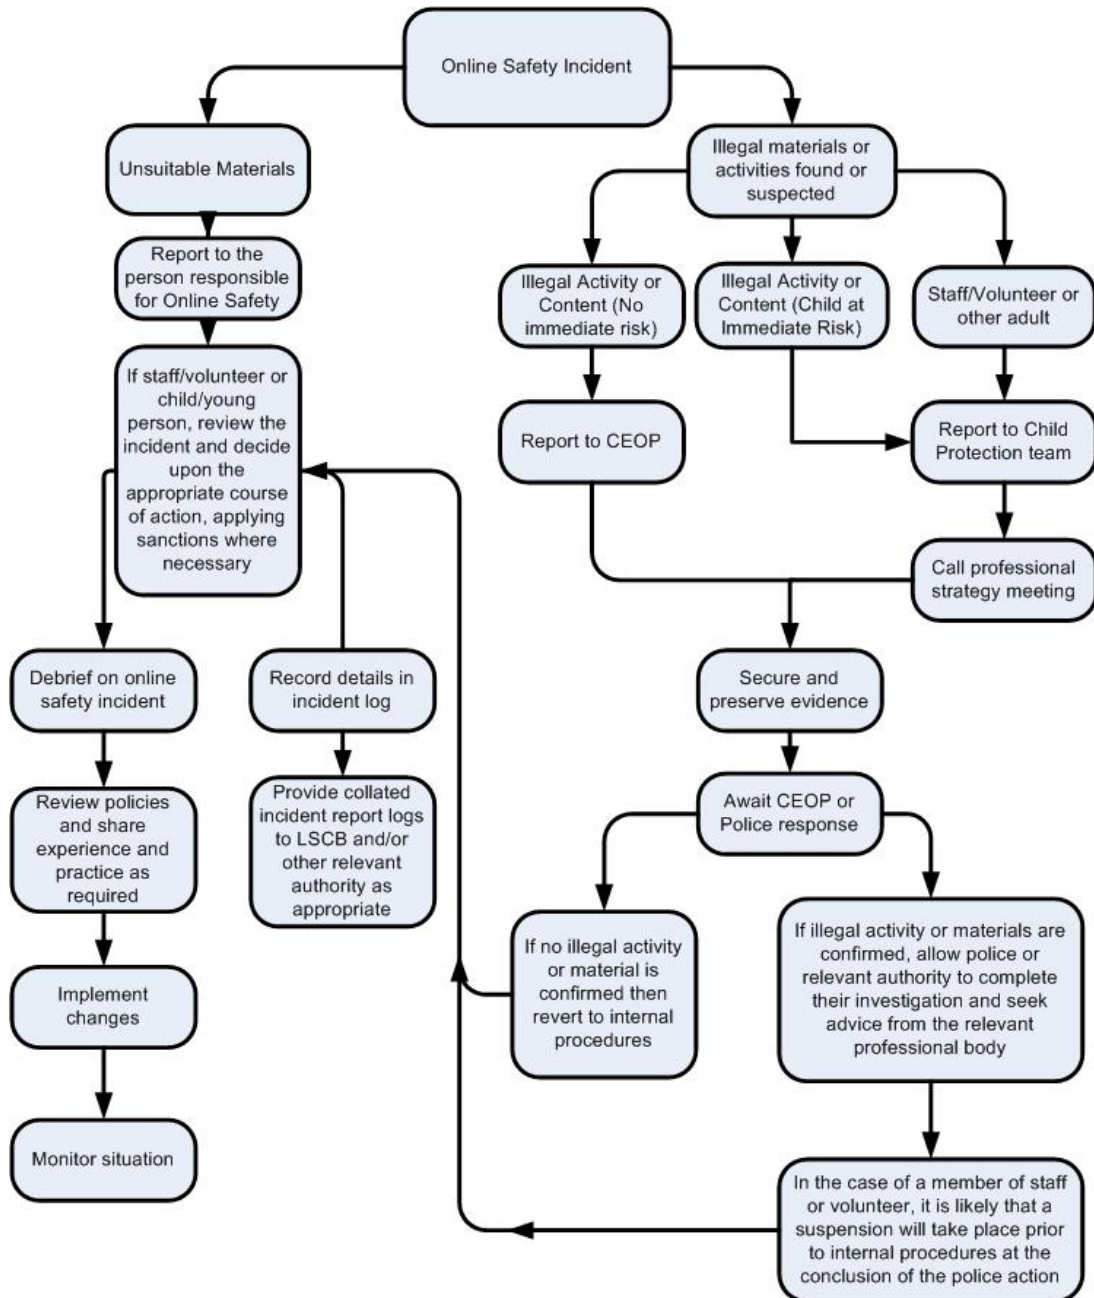 Online Safety Incident
Unsuitable Materials
Illegal materials or
activities found or
suspected
Report to the
person responsible
for Online Safety
Illegal Activity or
Content (No
immediate risk)
Illegal Activity or
Content (Child at
Immediate Risk)
Staff/Volunteer or
other adult
If staff/volunteer or
child/young
person, review the
incident and decide
upon the
appropriate course
of action, applying
sanctions where
necessary
Report to CEOP
Report to Child
Protection team
Call professional
strategy meeting
Debrief on online
safety incident
Record details in
incident log
Secure and
preserve evidence
Review policies
and share
experience and
practice as
required
Provide collated
incident report logs
to LSCB and/or
other relevant
authority as
appropriate
Await CEOP or
Police response
If no illegal activity
or material is
confirmed then
revert to internal
procedures
If illegal activity or materials are
confirmed, allow police or
relevant authority to complete
their investigation and seek
advice from the relevant
professional body
Implement
changes
Monitor situation
In the case of a member of staff
or volunteer, it is likely that a
suspension will take place prior
to internal procedures at the
conclusion of the police action